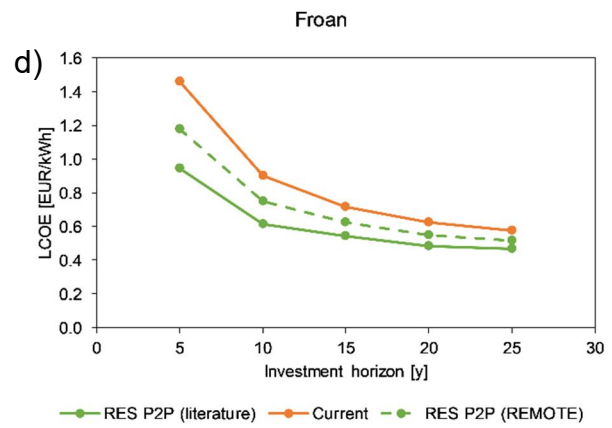 Froan
d)
LCOE [EUR/kWh]
1.6
1.4
1.2
1.0
0.8
0.6
0.4
0.2
0.0
0 5 10 15 20 25 30
Investment horizon [y]
RES P2P (literature) Current RES P2P (REMOTE)